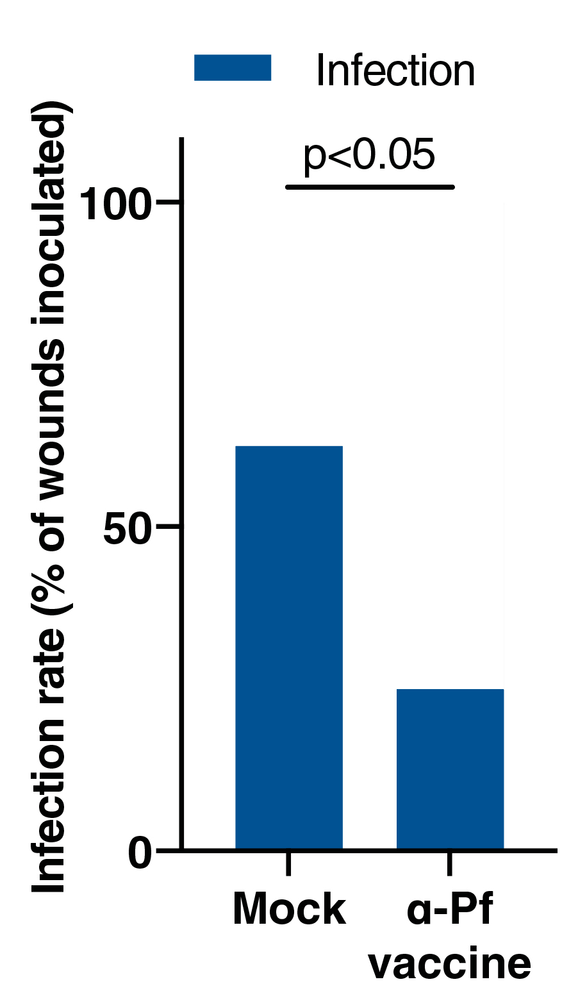 Infection
p<0.05
Infection rate (% of wounds inoculated)
100
50
0
Mock
α-Pf
vaccine